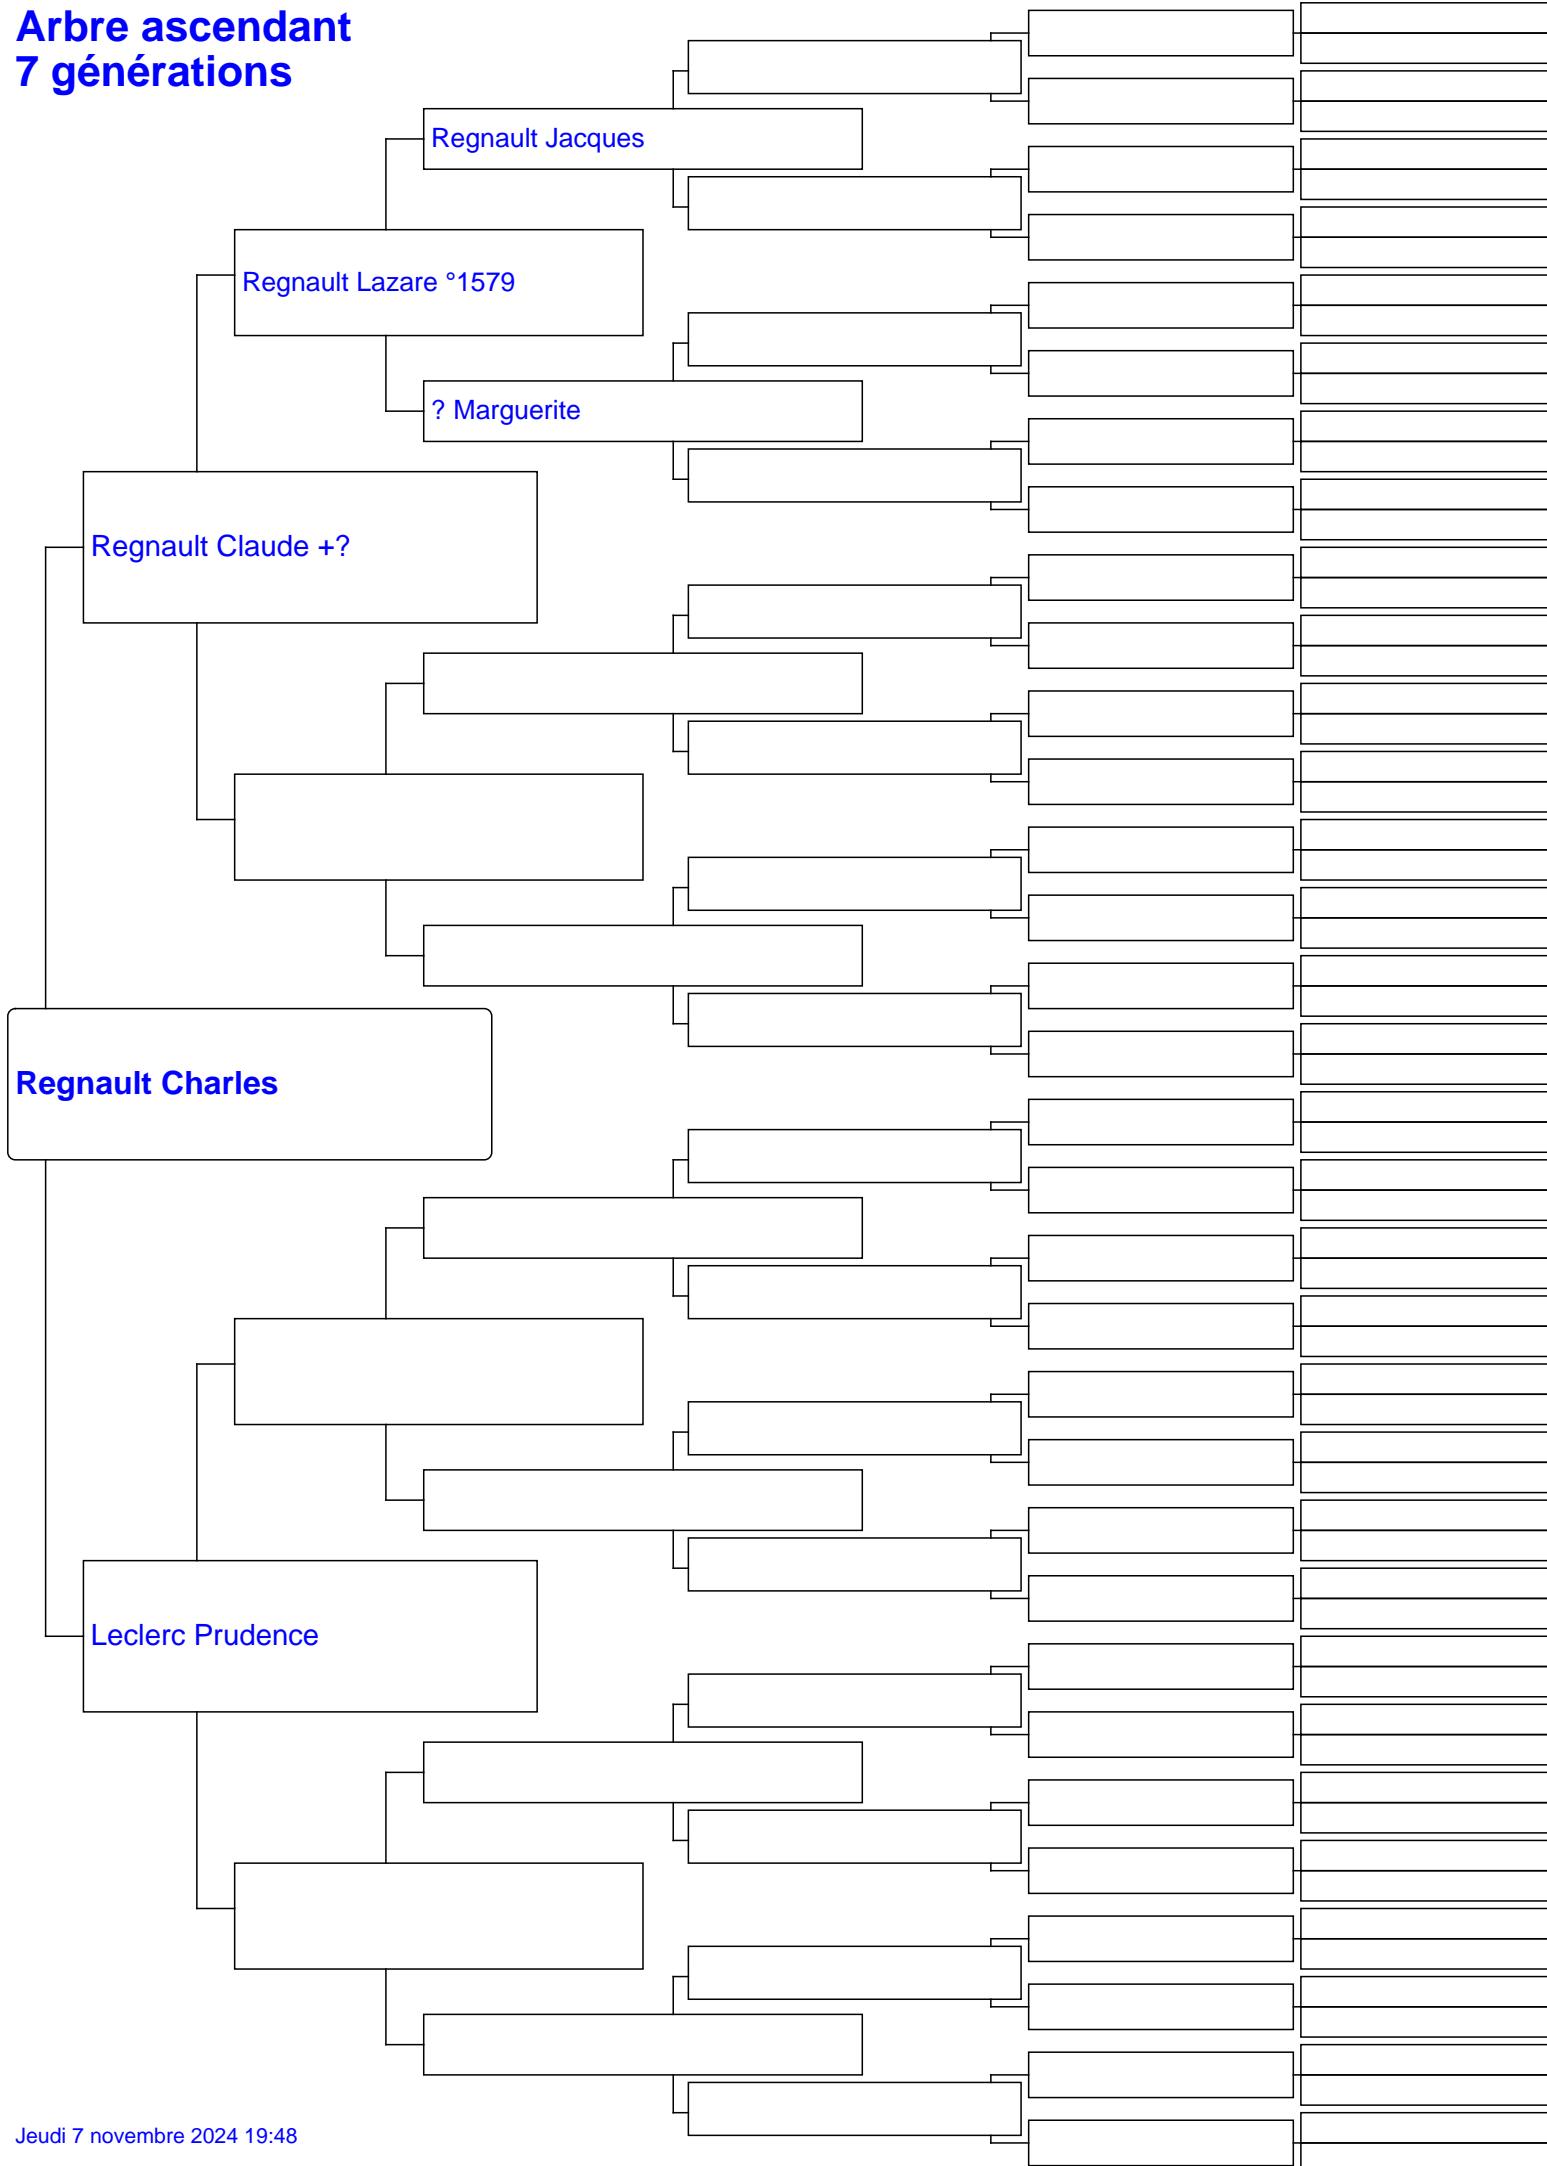 Arbre ascendant
7 générations
Regnault Jacques
Regnault Lazare °1579
? Marguerite
Regnault Claude +?
Regnault Charles
Leclerc Prudence
Jeudi 7 novembre 2024 19:48